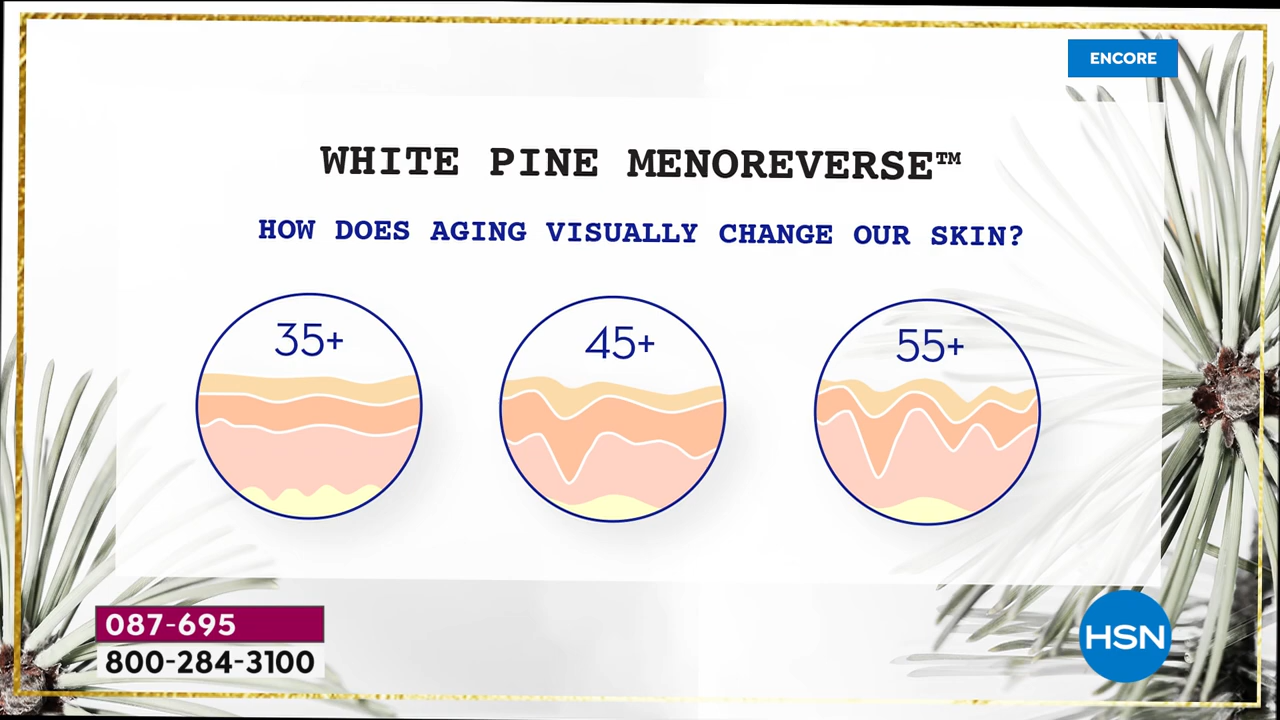 ENCORE
WHITE PINE MENOREVERSE™
HOW DOES AGING VISUALLY CHANGE OUR SKIN?
35+
45+
55+
087-695
800-284-3100
HSN